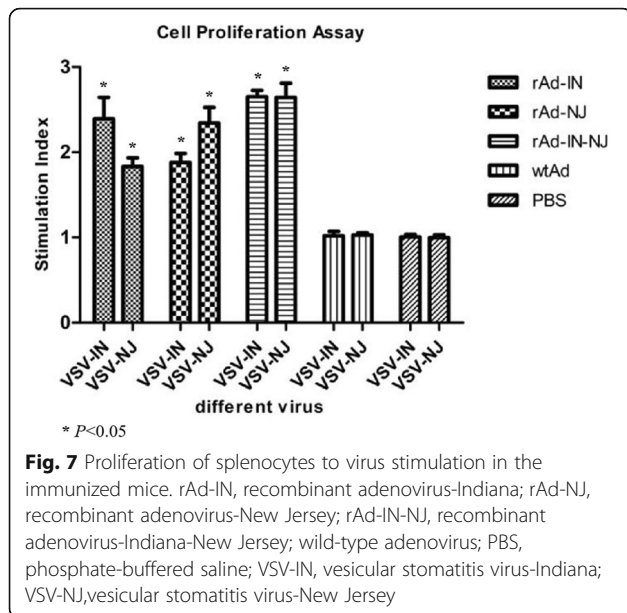 Cell Proliferation Assay
Stimulation Index
3
2
1
0
* * * * * *
VSV-IN VSV-NJ VSV-IN VSV-NJ VSV-IN VSV-NJ VSV-IN VSV-NJ VSV-IN VSV-NJ
different virus
rAd-IN
rAd-NJ
rAd-IN-NJ
wtAd
PBS
* P<0.05
Fig. 7 Proliferation of splenocytes to virus stimulation in the
immunized mice. rAd-IN, recombinant adenovirus-Indiana; rAd-NJ,
recombinant adenovirus-New Jersey; rAd-IN-NJ, recombinant
adenovirus-Indiana-New Jersey; wild-type adenovirus; PBS,
phosphate-buffered saline; VSV-IN, vesicular stomatitis virus-Indiana;
VSV-NJ,vesicular stomatitis virus-New Jersey